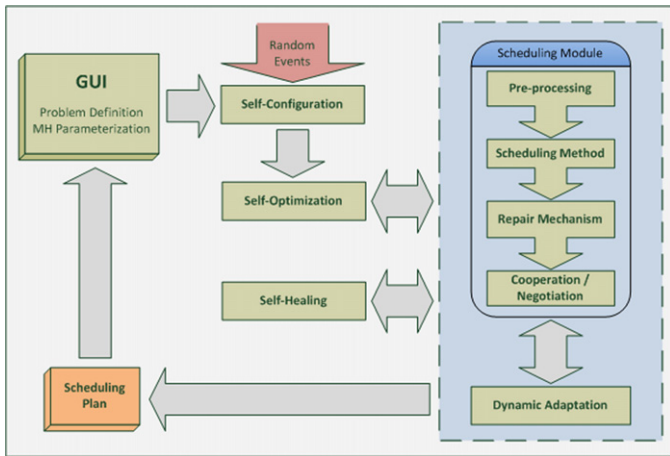 GUI
Problem Definition
MH Parameterization
Random
Events
Self-Configuration
Self-Optimization
Self-Healing
Scheduling
Plan
Scheduling Module
Pre-processing
Scheduling Method
Repair Mechanism
Cooperation /
Negotiation
Dynamic Adaptation